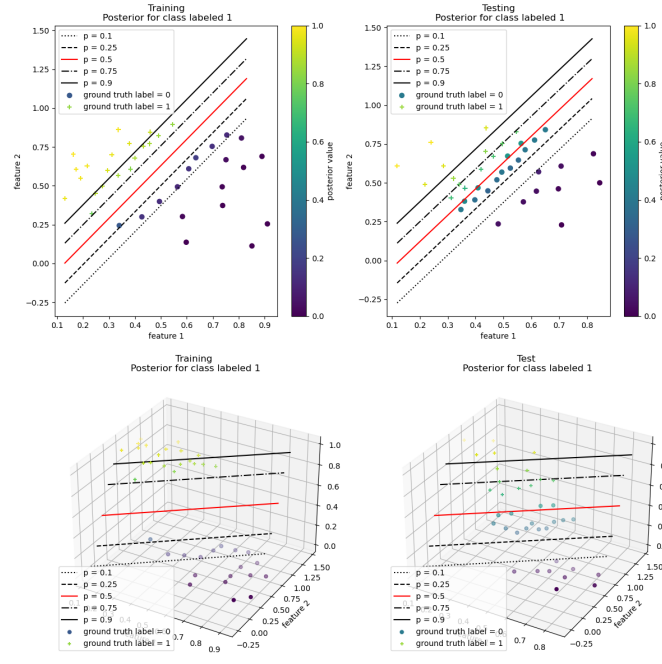 Training
Posterior for class labeled 1
1.50
1.25
1.00
0.75
0.50
0.25
0.00
−0.25
p = 0.1
p = 0.25
p = 0.5
p = 0.75
p = 0.9
ground truth label = 0
ground truth label = 1
feature 2
0.1 0.2 0.3 0.4 0.5 0.6 0.7 0.8 0.9
feature 1
1.0
0.8
0.6
0.4
0.2
0.0
posterior value
Testing
Posterior for class labeled 1
1.50
1.25
1.00
0.75
0.50
0.25
0.00
−0.25
p = 0.1
p = 0.25
p = 0.5
p = 0.75
p = 0.9
ground truth label = 0
ground truth label = 1
feature 2
0.1 0.2 0.3 0.4 0.5 0.6 0.7 0.8
feature 1
1.0
0.8
0.6
0.4
0.2
0.0
posterior value
Training
Posterior for class labeled 1
1.0
0.8
0.6
0.4
0.2
0.0
1.50
1.25
1.00
0.75
0.50
0.25
0.00
−0.25
feature 2
p = 0.1
p = 0.25
p = 0.5
p = 0.75
p = 0.9
ground truth label = 0
ground truth label = 1
0.7
0.8
0.9
Test
Posterior for class labeled 1
1.50
1.25
1.00
0.75
0.50
0.25
0.00
−0.25
feature 2
p = 0.1
p = 0.25
p = 0.5
p = 0.75
p = 0.9
ground truth label = 0
ground truth label = 1
0.7
0.8